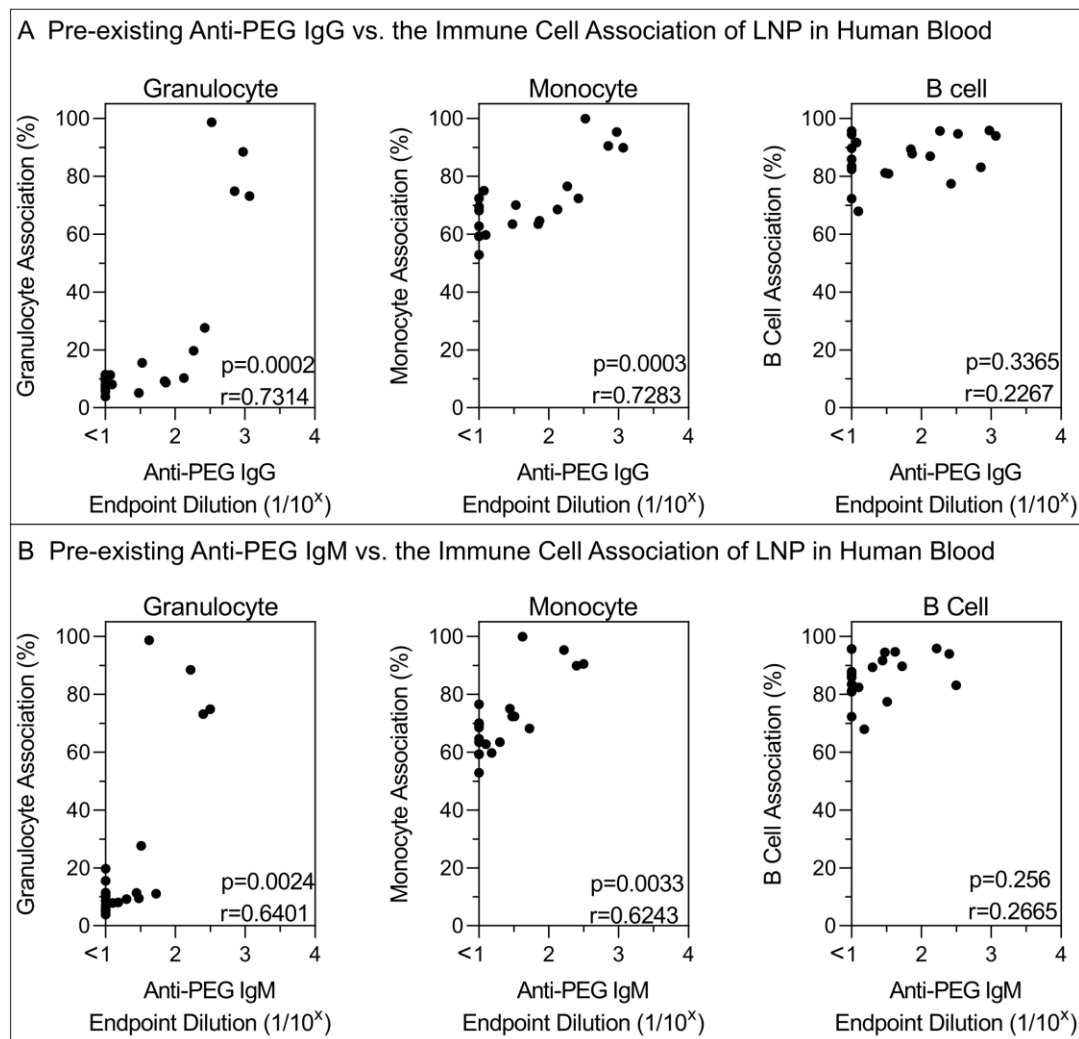 A Pre-existing Anti-PEG IgG vs. the Immune Cell Association of LNP in Human Blood
Granulocyte
Granulocyte Association (%)
100
80
60
40
20
0
p=0.0002
r=0.7314
<1 2 3 4
Anti-PEG IgG
Endpoint Dilution (1/10ˣ)
Monocyte
Monocyte Association (%)
100
80
60
40
20
0
p=0.0003
r=0.7283
<1 2 3 4
Anti-PEG IgG
Endpoint Dilution (1/10ˣ)
B cell
B Cell Association (%)
100
80
60
40
20
0
p=0.3365
r=0.2267
<1 2 3 4
Anti-PEG IgG
Endpoint Dilution (1/10ˣ)
B Pre-existing Anti-PEG IgM vs. the Immune Cell Association of LNP in Human Blood
Granulocyte
Granulocyte Association (%)
100
80
60
40
20
0
p=0.0024
r=0.6401
<1 2 3 4
Anti-PEG IgM
Endpoint Dilution (1/10ˣ)
Monocyte
Monocyte Association (%)
100
80
60
40
20
0
p=0.0033
r=0.6243
<1 2 3 4
Anti-PEG IgM
Endpoint Dilution (1/10ˣ)
B Cell
B Cell Association (%)
100
80
60
40
20
0
p=0.256
r=0.2665
<1 2 3 4
Anti-PEG IgM
Endpoint Dilution (1/10ˣ)